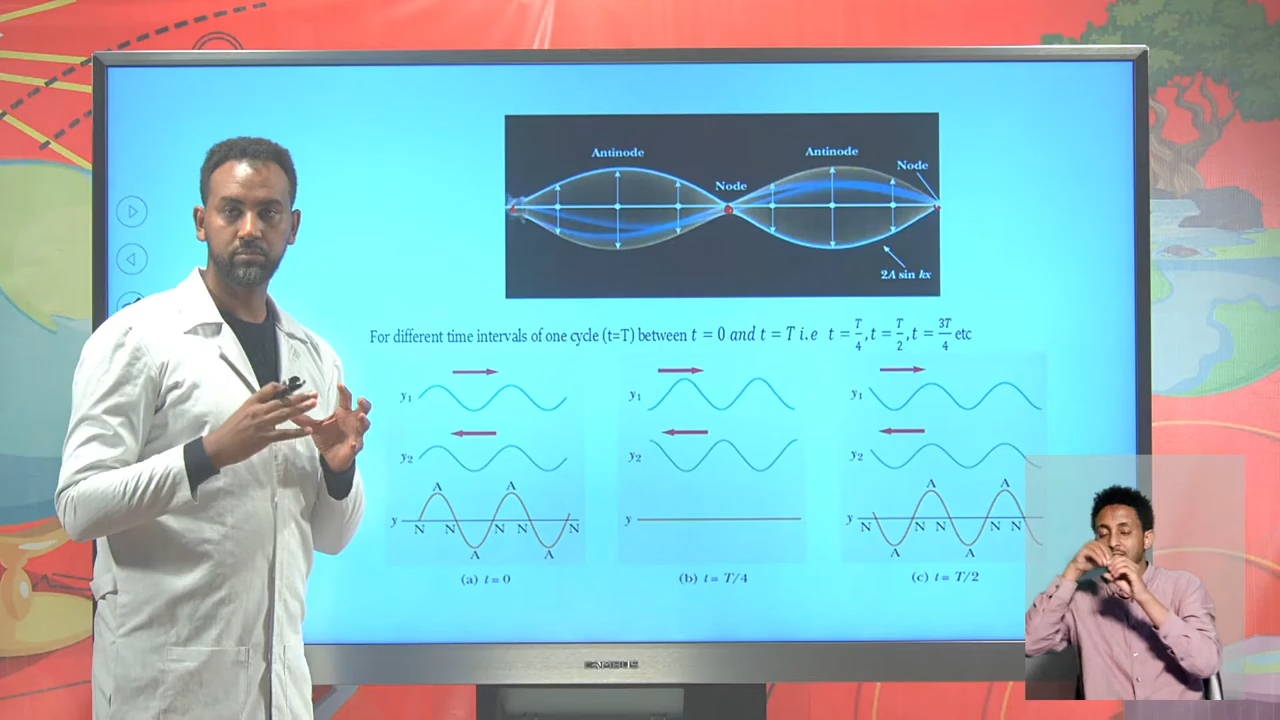 Antinode
Antinode
Node
Node
2A sin kx
For different time intervals of one cycle (t=T) between t = 0 and t = T i.e t = T/4, t = T/2, t = 3T/4 etc
y₁
y₁
y₁
y₂
y₂
y₂
A A
y N N N N N
A A
y
A A
y N N N N N
A A
(a) t = 0
(b) t = T/4
(c) t = T/2